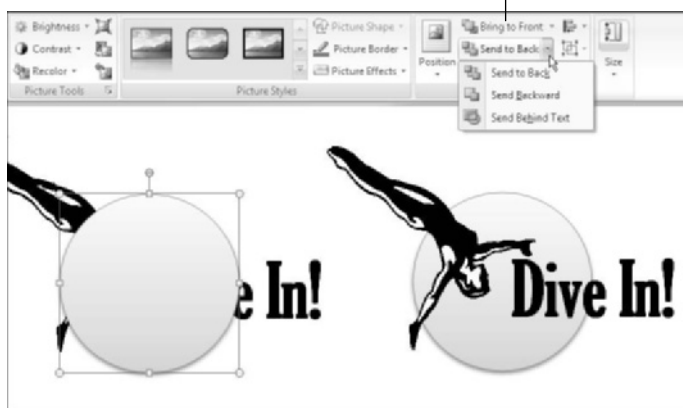 Brightness
Contrast
Recolor
Picture Tools
Picture Shape
Picture Border
Picture Effects
Picture Styles
Position
Bring to Front
Send to Back
Send to Back
Send Backward
Send Behind Text
Size
e In!
Dive In!